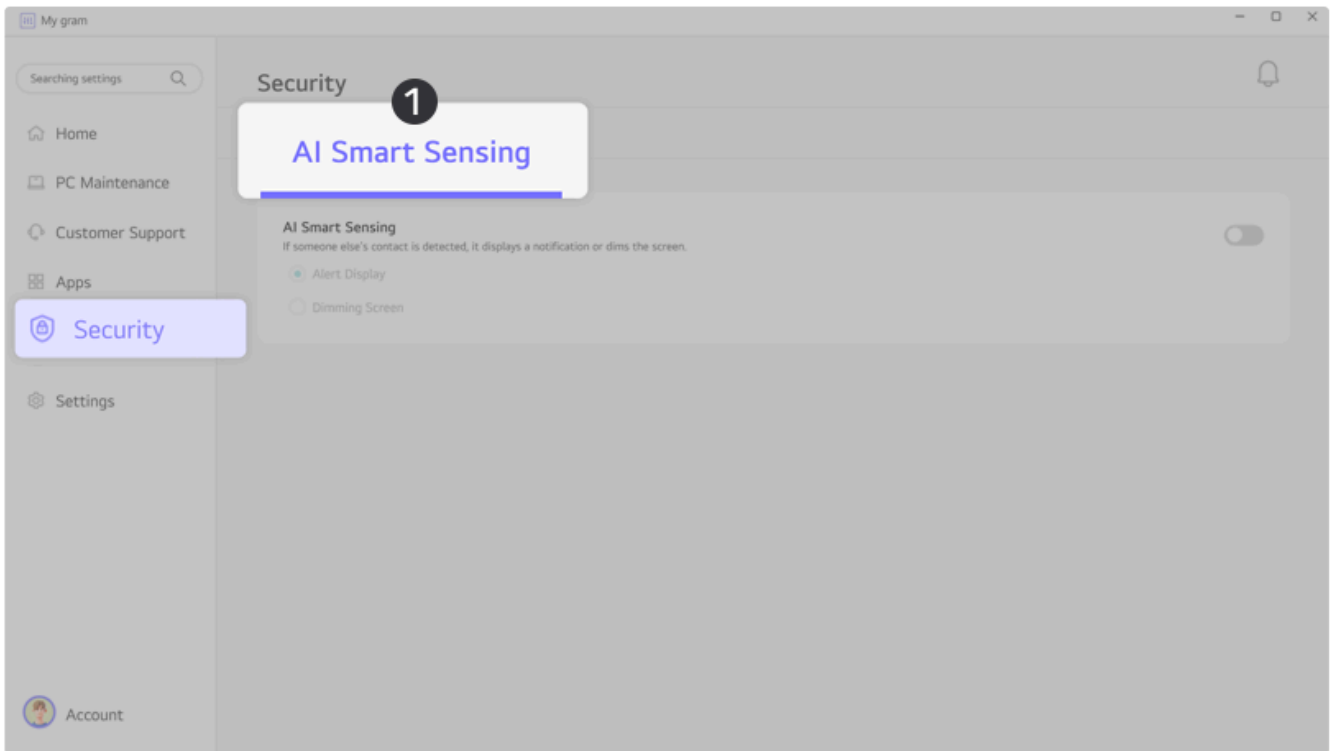 My gram
Searching settings
Security
1
AI Smart Sensing
Home
PC Maintenance
Customer Support
Apps
Security
Settings
Account
AI Smart Sensing
If someone else's contact is detected, it displays a notification or dims the screen.
Alert Display
Dimming Screen